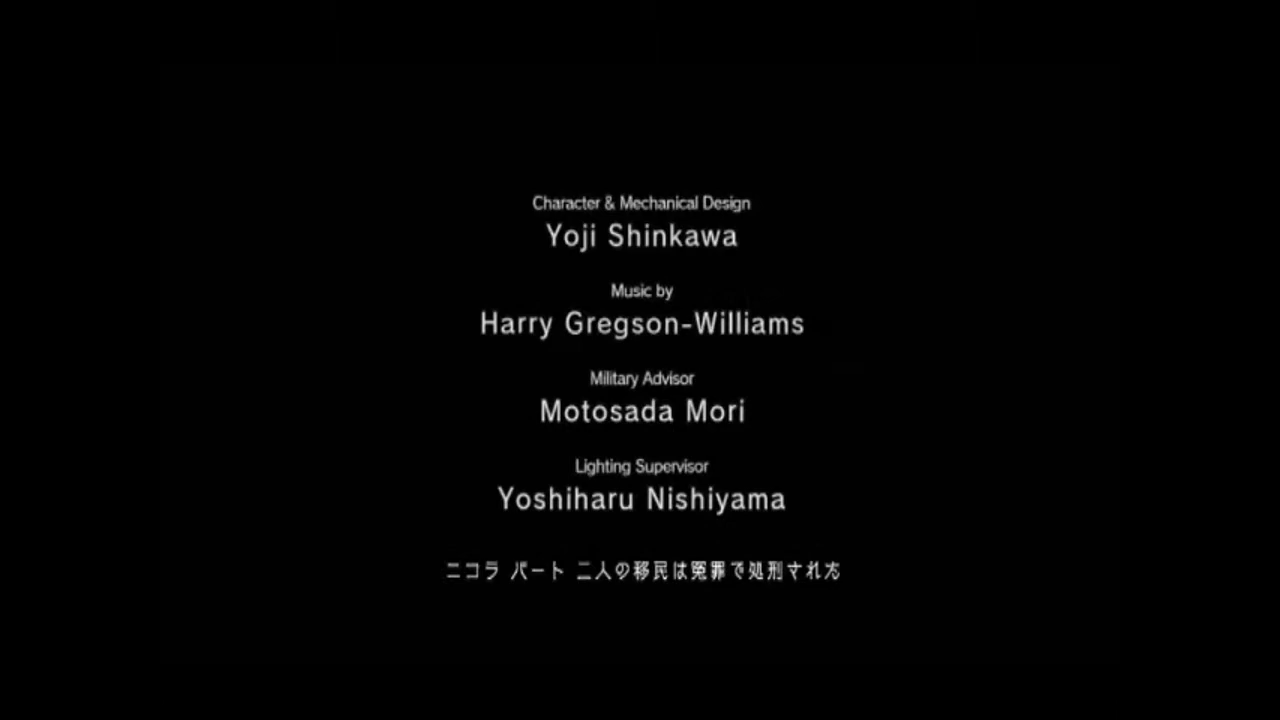 Character & Mechanical Design
Yoji Shinkawa
Music by
Harry Gregson-Williams
Military Advisor
Motosada Mori
Lighting Supervisor
Yoshiharu Nishiyama
ニコラ バート 二人の移民は冤罪で処刑された